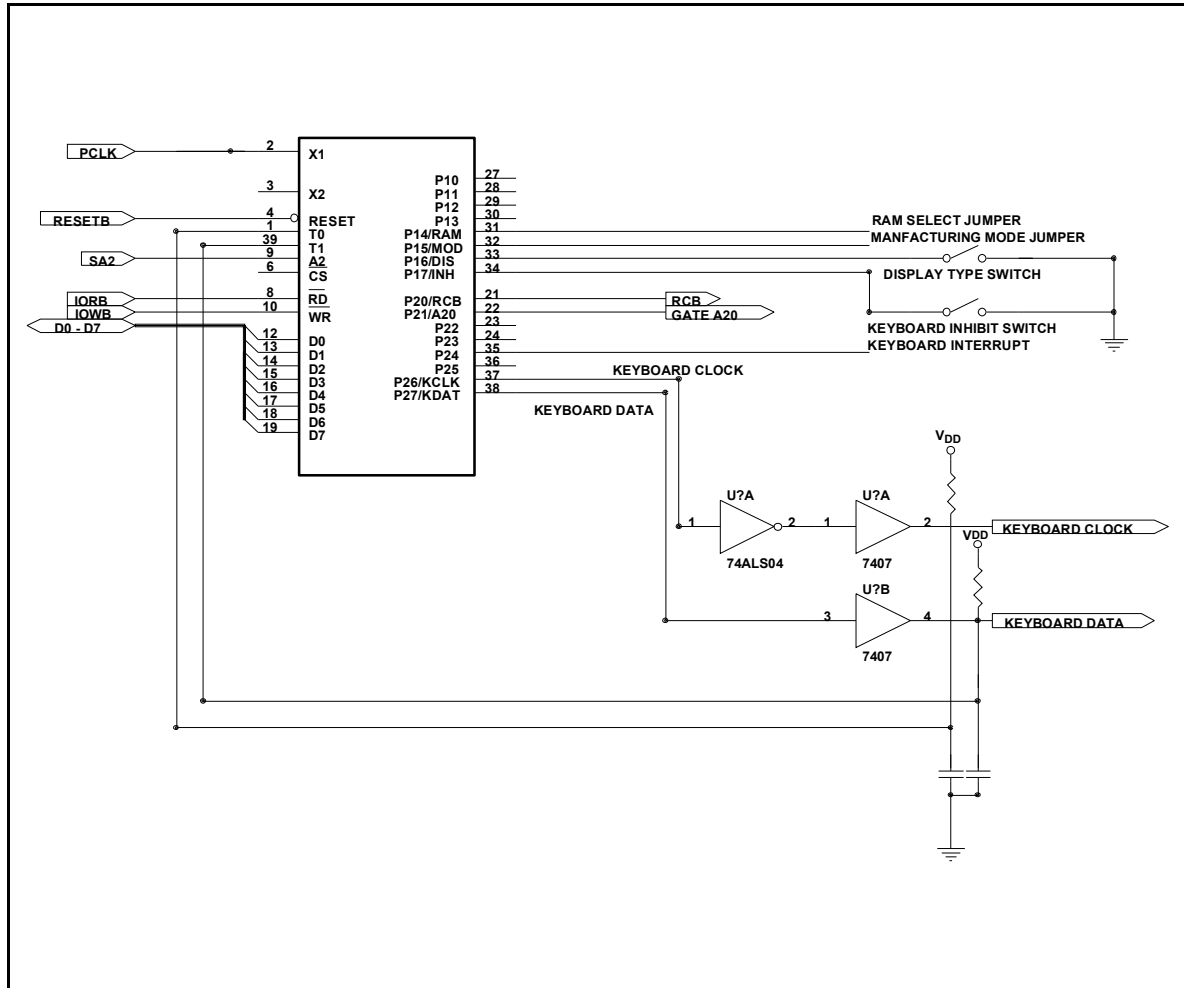 PCLK
2
X1
3
X2
RESETB
4
RESET
1
T0
39
T1
SA2
9
A2
6
CS
IORB
8
RD
IOWB
10
WR
D0 - D7
12
D0
13
D1
14
D2
15
D3
16
D4
17
D5
18
D6
19
D7
P10
27
P11
28
P12
29
P13
30
P14/RAM
31
RAM SELECT JUMPER
P15/MOD
32
MANFACTURING MODE JUMPER
P16/DIS
33
DISPLAY TYPE SWITCH
P17/INH
34
P20/RCB
21
RCB
P21/A20
22
GATE A20
P22
23
P23
24
KEYBOARD INHIBIT SWITCH
P24
35
KEYBOARD INTERRUPT
P25
36
P26/KCLK
37
KEYBOARD CLOCK
P27/KDAT
38
KEYBOARD DATA
VDD
U?A
1
2
74ALS04
U?A
1
2
7407
KEYBOARD CLOCK
VDD
U?B
3
4
7407
KEYBOARD DATA